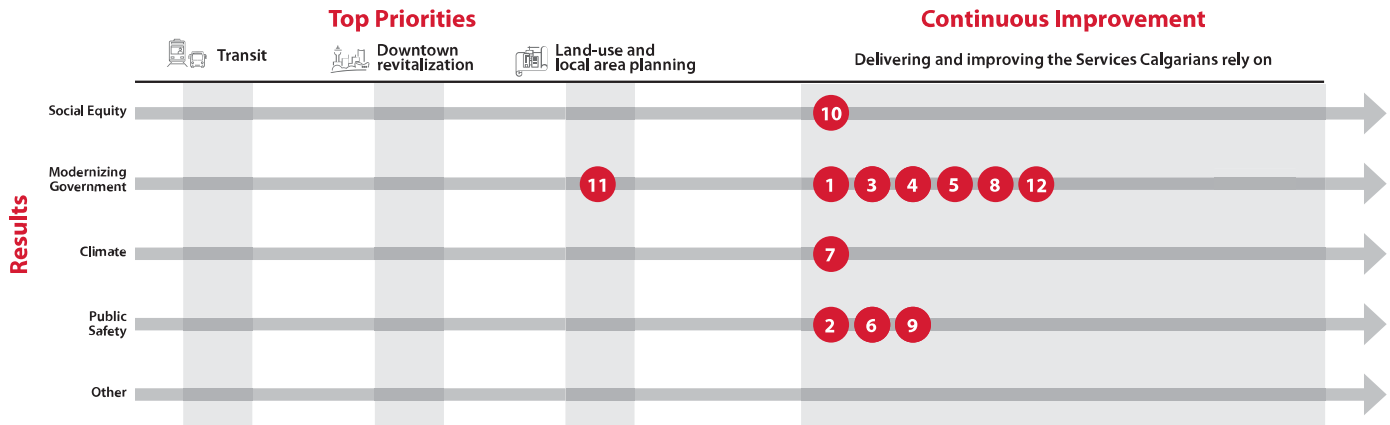 Top Priorities
Continuous Improvement
Transit
Downtown
revitalization
Land-use and
local area planning
Delivering and improving the Services Calgarians rely on
Results
Social Equity
10
Modernizing
Government
11
1 3 4 5 8 12
Climate
7
Public
Safety
2 6 9
Other